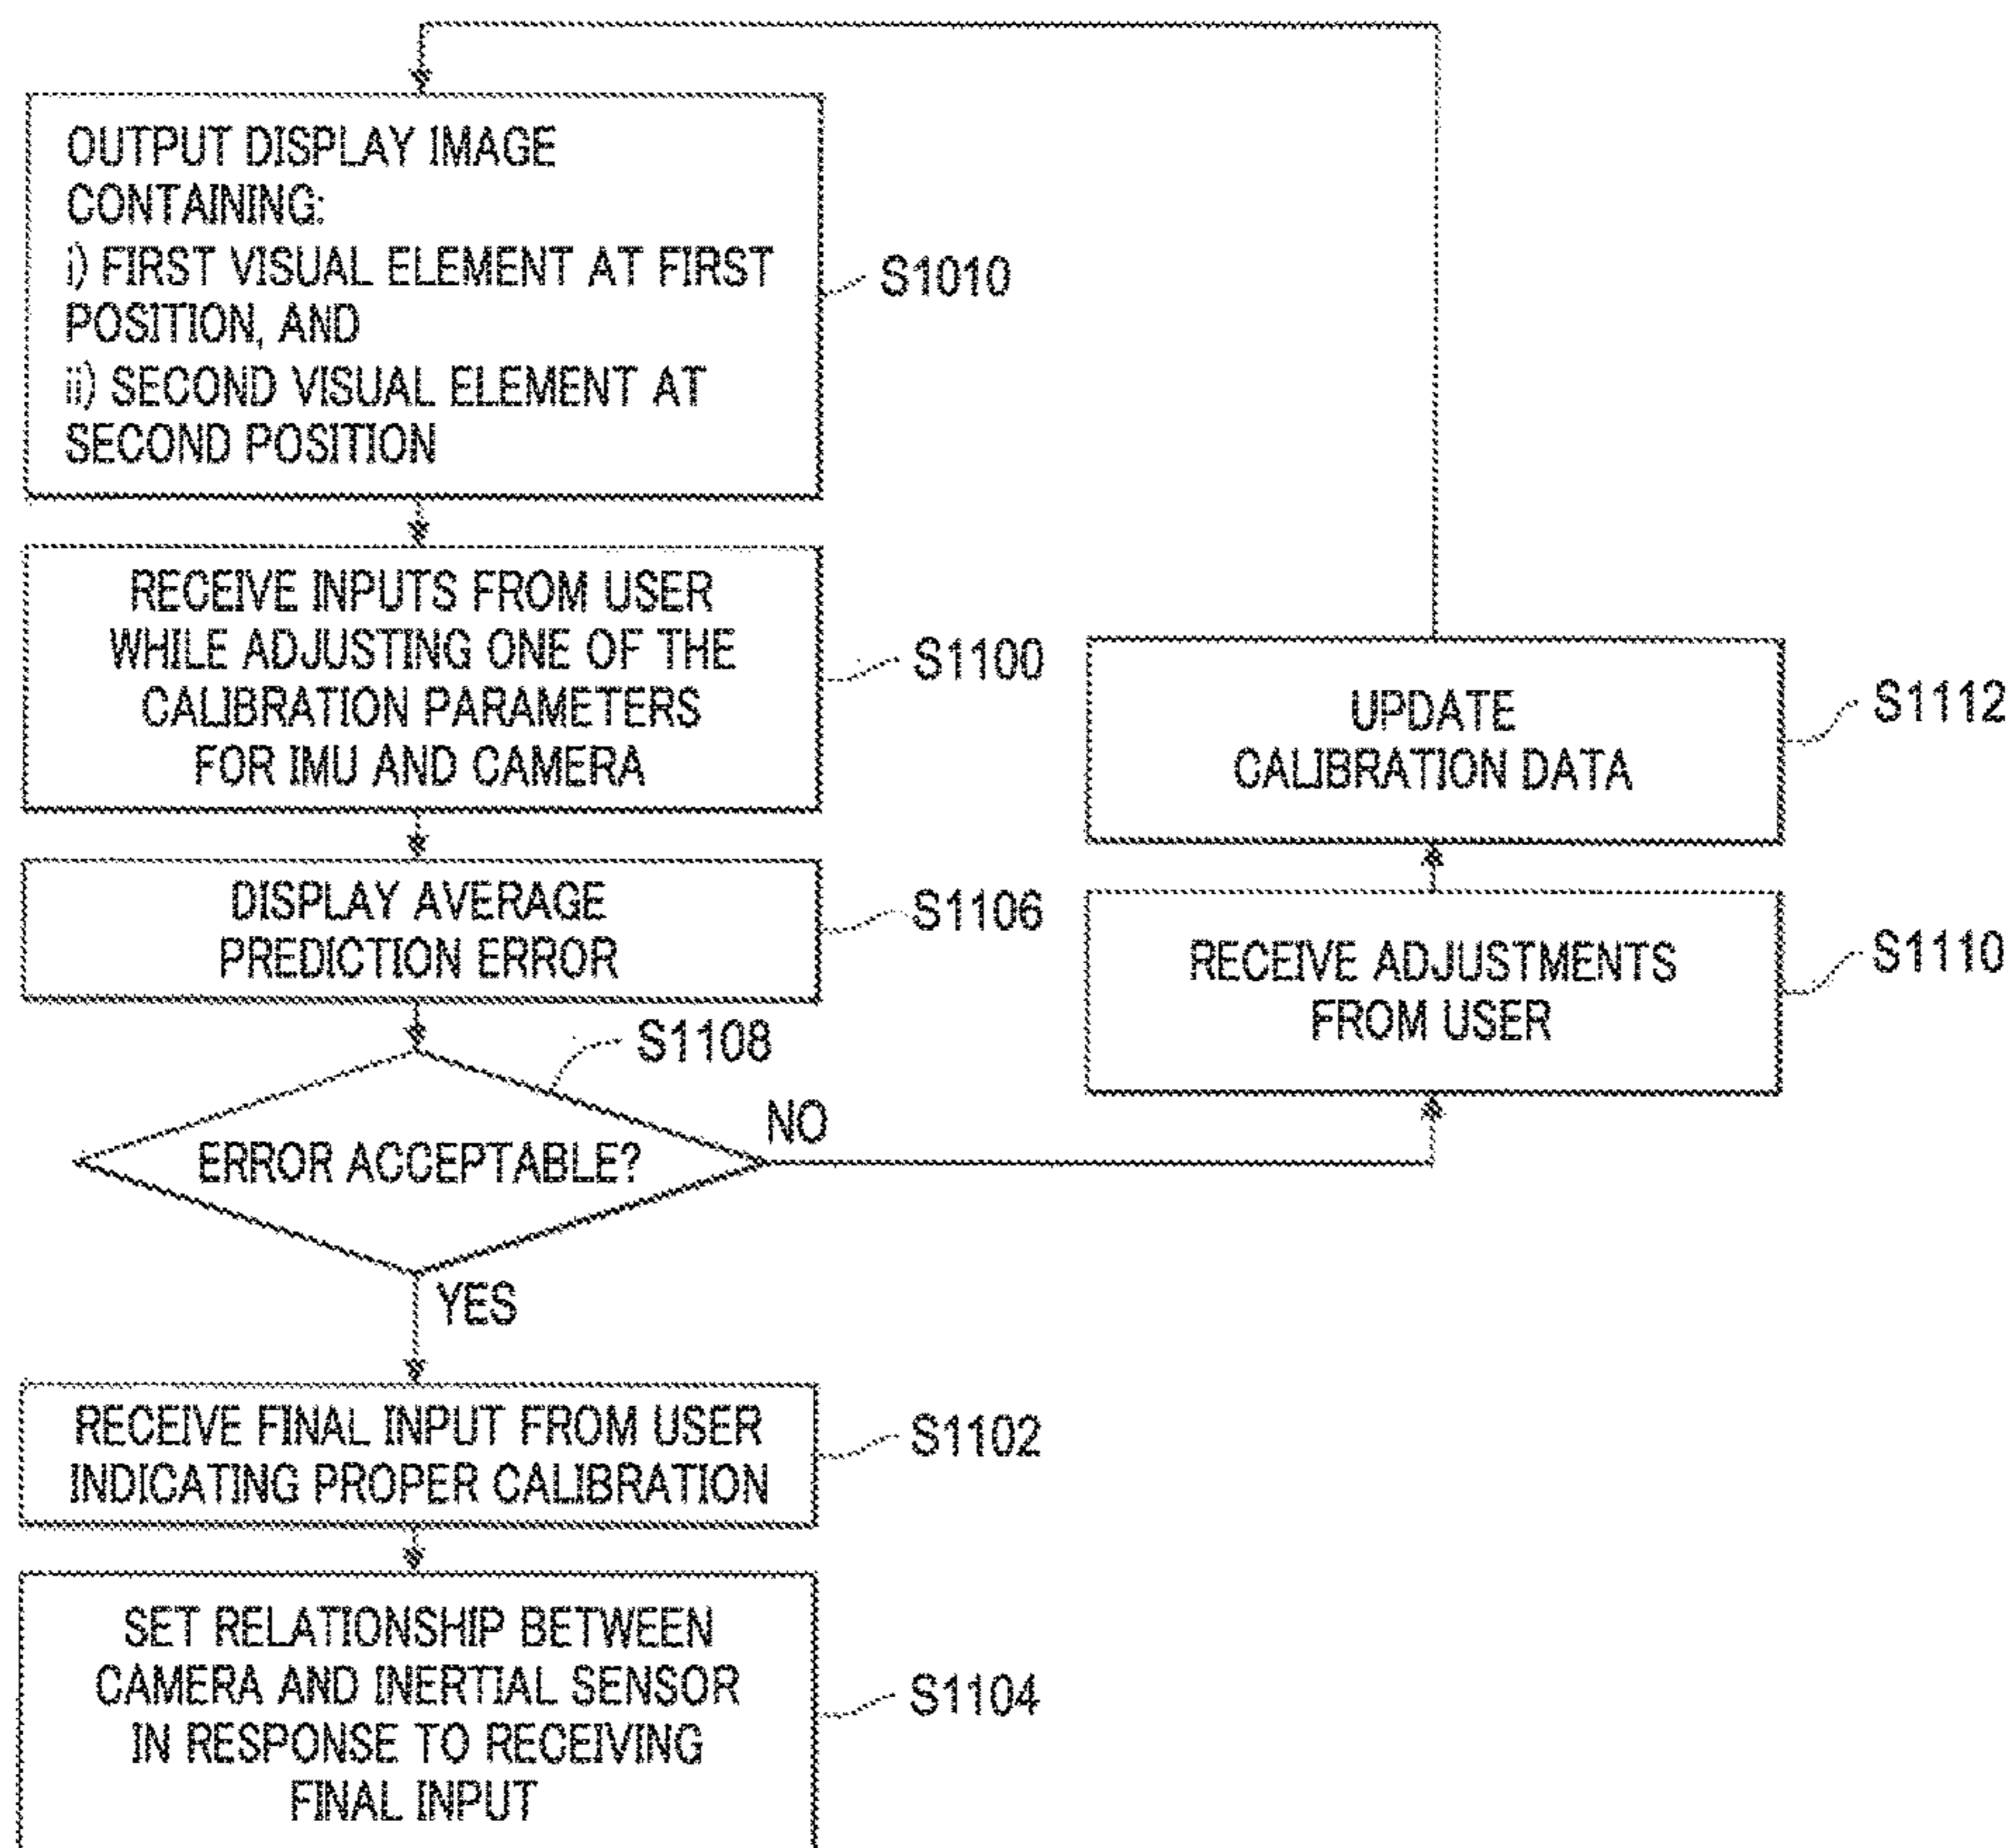 OUTPUT DISPLAY IMAGE
CONTAINING:
i) FIRST VISUAL ELEMENT AT FIRST
POSITION, AND
ii) SECOND VISUAL ELEMENT AT
SECOND POSITION
S1010
RECEIVE INPUTS FROM USER
WHILE ADJUSTING ONE OF THE
CALIBRATION PARAMETERS
FOR IMU AND CAMERA
S1100
DISPLAY AVERAGE
PREDICTION ERROR
S1106
S1108
ERROR ACCEPTABLE?
NO
YES
UPDATE
CALIBRATION DATA
S1112
RECEIVE ADJUSTMENTS
FROM USER
S1110
RECEIVE FINAL INPUT FROM USER
INDICATING PROPER CALIBRATION
S1102
SET RELATIONSHIP BETWEEN
CAMERA AND INERTIAL SENSOR
IN RESPONSE TO RECEIVING
FINAL INPUT
S1104